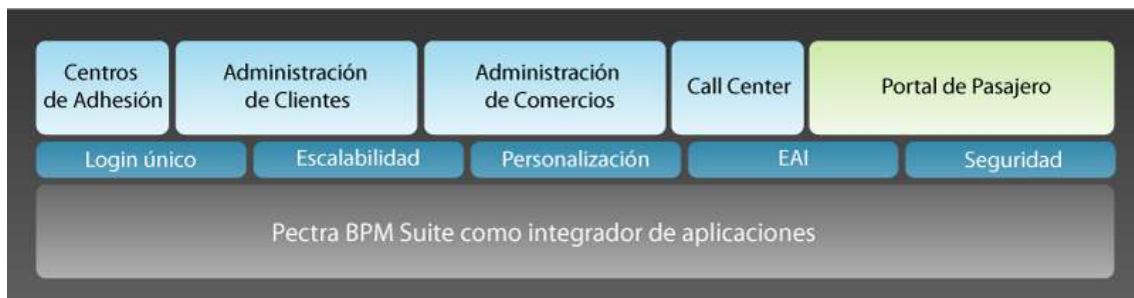 Centros
de Adhesión
Administración
de Clientes
Administración
de Comercios
Call Center
Portal de Pasajero
Login único
Escalabilidad
Personalización
EAI
Seguridad
Pectra BPM Suite como integrador de aplicaciones